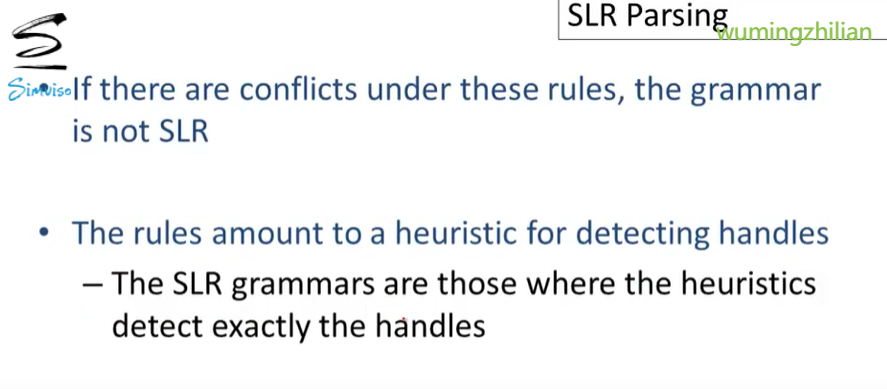 SLR Parsing
wumingzhilian
Simviso
If there are conflicts under these rules, the grammar
is not SLR
• The rules amount to a heuristic for detecting handles
– The SLR grammars are those where the heuristics
detect exactly the handles